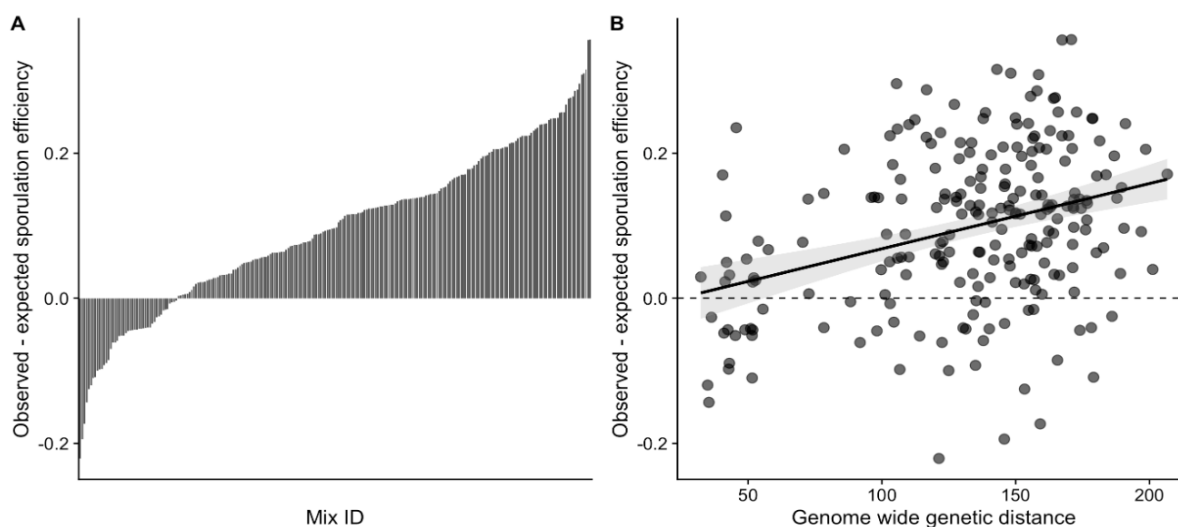 A
Observed - expected sporulation efficiency
0.2
0.0
-0.2
Mix ID
B
Observed - expected sporulation efficiency
0.2
0.0
-0.2
50
100
150
200
Genome wide genetic distance